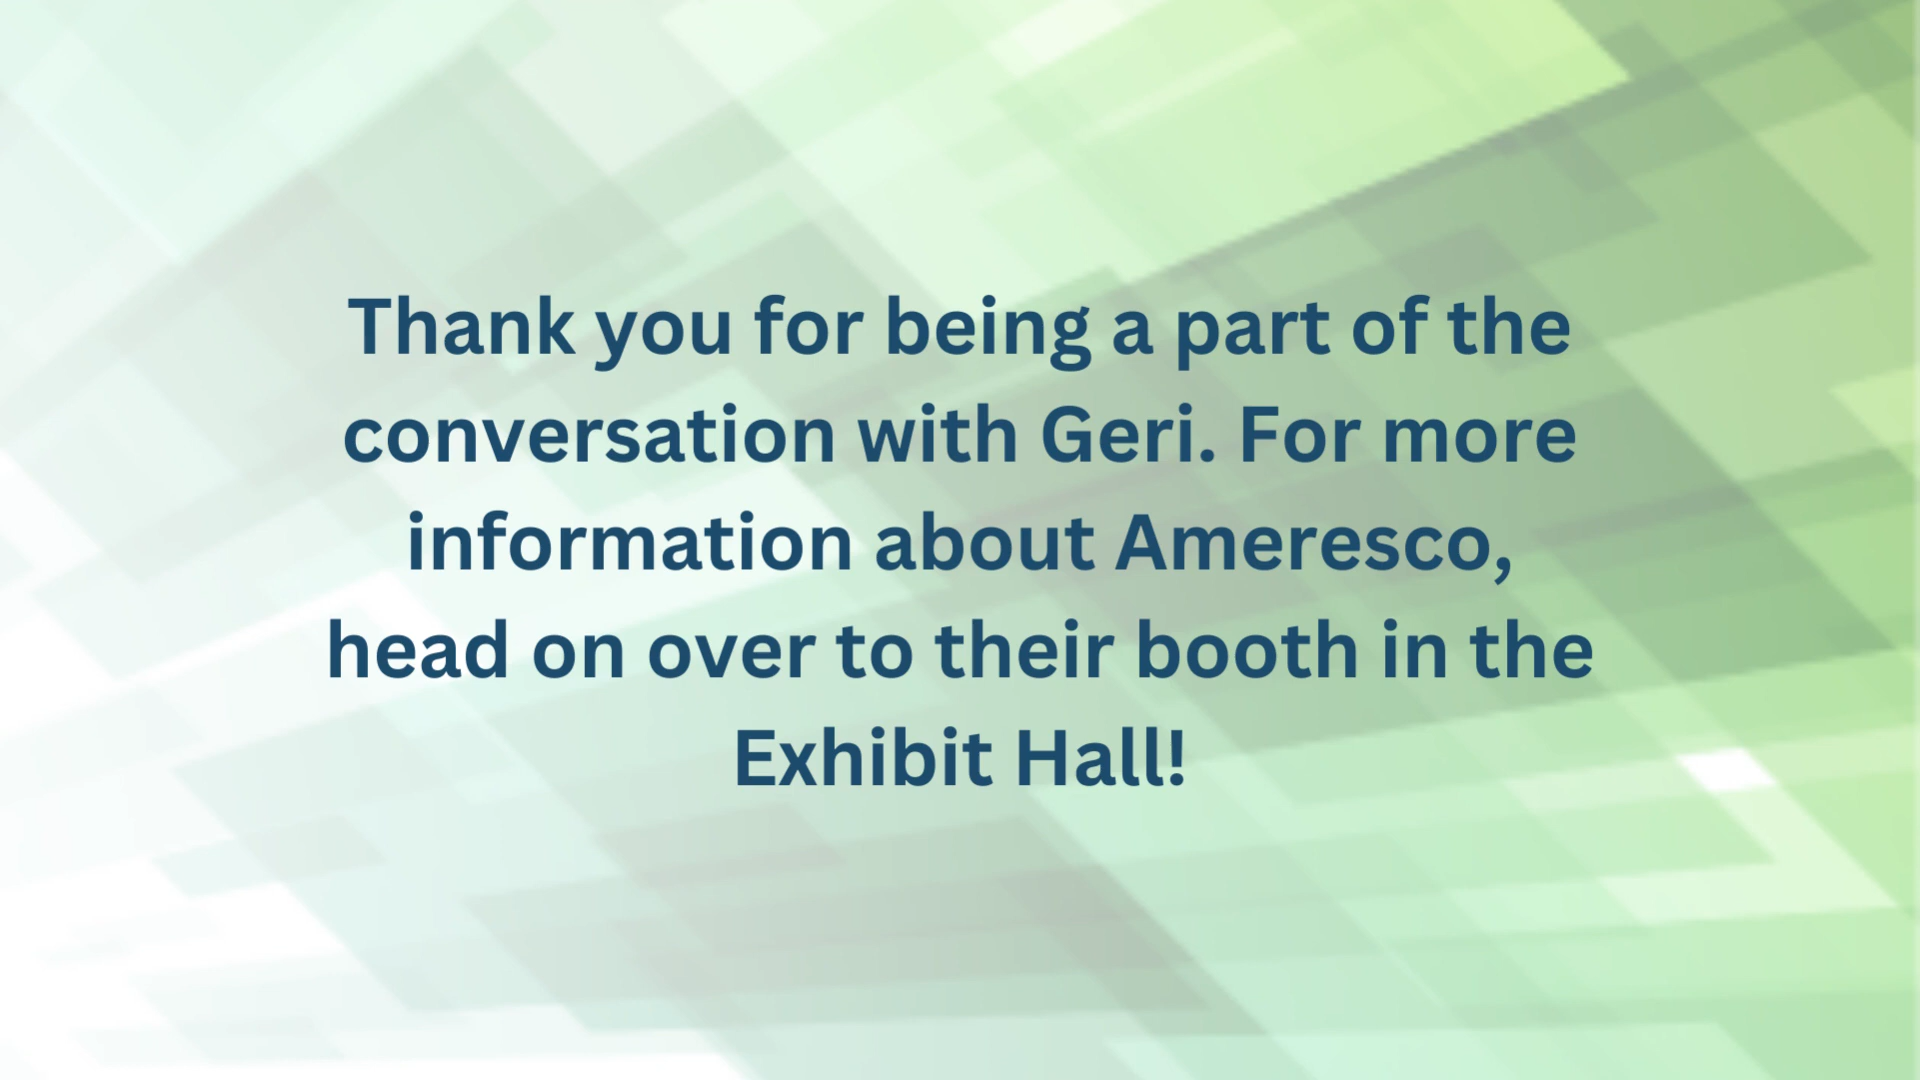 Thank you for being a part of the
conversation with Geri. For more
information about Ameresco,
head on over to their booth in the
Exhibit Hall!